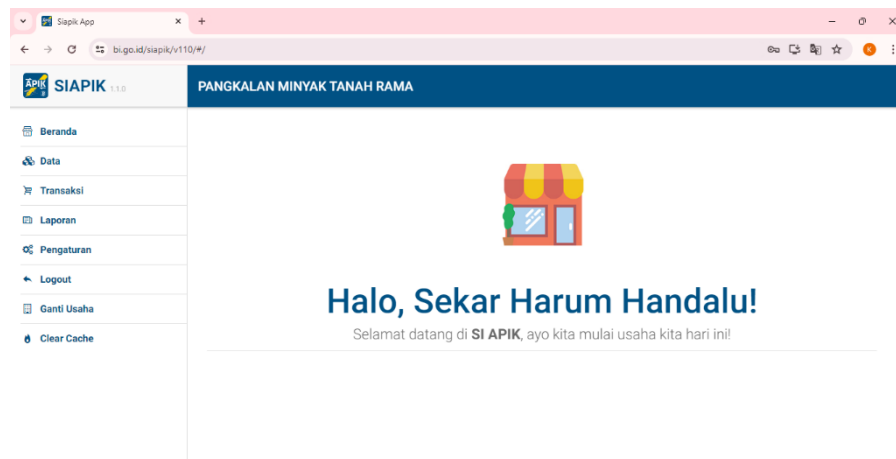 Siapik App
bi.go.id/siapik/v110/#/
K
APIK SIAPIK 1.1.0
PANGKALAN MINYAK TANAH RAMA
Beranda
Data
Transaksi
Laporan
Pengaturan
Logout
Ganti Usaha
Clear Cache
Halo, Sekar Harum Handalu!
Selamat datang di SI APIK, ayo kita mulai usaha kita hari ini!